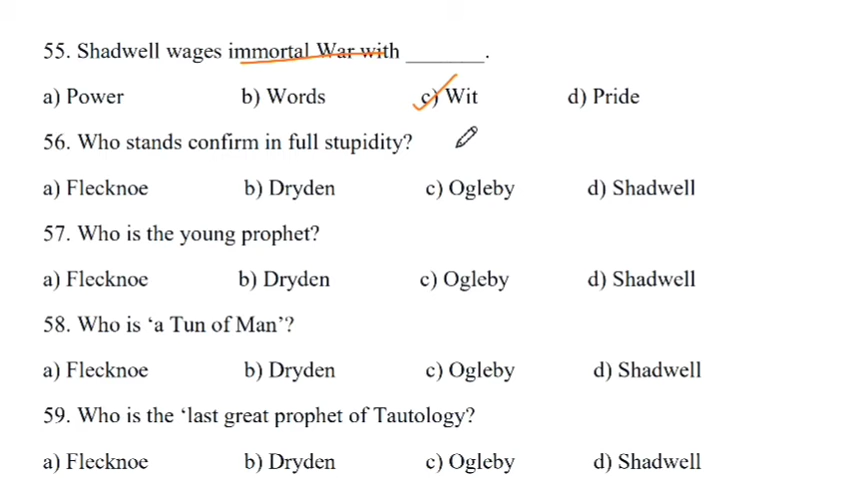 55. Shadwell wages immortal War with _______.
a) Power b) Words c) Wit d) Pride
56. Who stands confirm in full stupidity?
a) Flecknoe b) Dryden c) Ogleby d) Shadwell
57. Who is the young prophet?
a) Flecknoe b) Dryden c) Ogleby d) Shadwell
58. Who is ‘a Tun of Man’?
a) Flecknoe b) Dryden c) Ogleby d) Shadwell
59. Who is the ‘last great prophet of Tautology?
a) Flecknoe b) Dryden c) Ogleby d) Shadwell